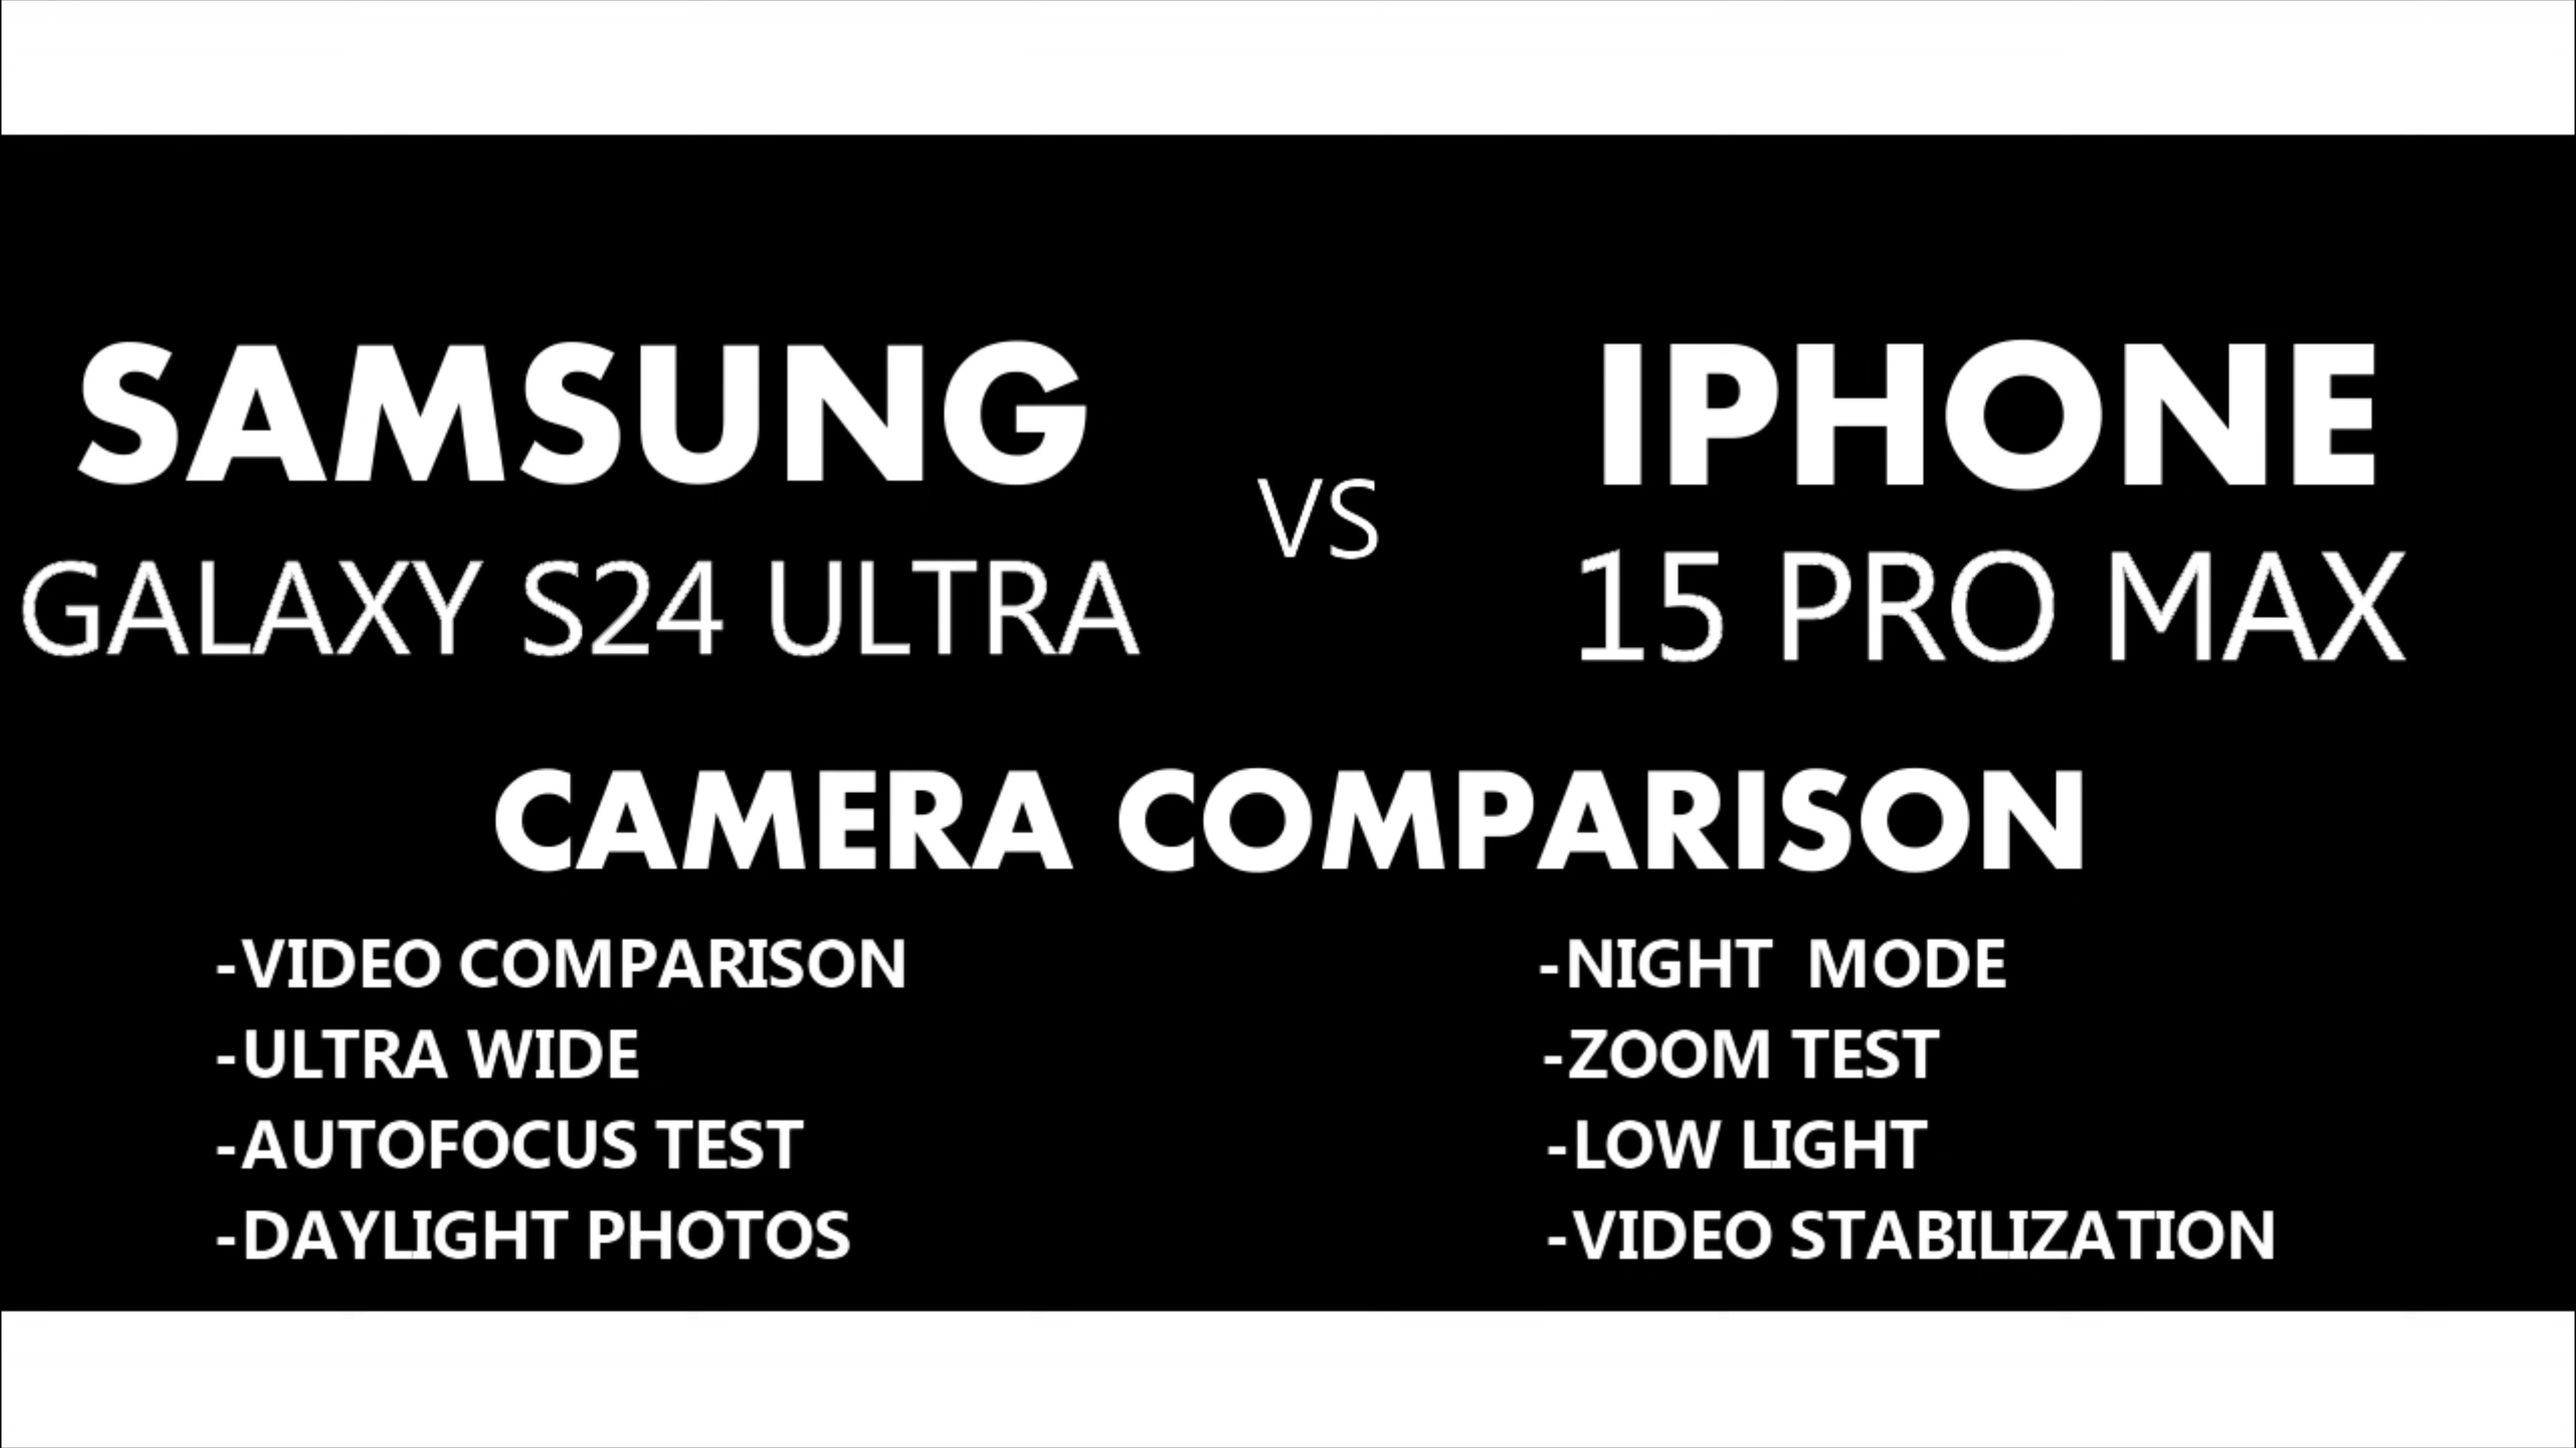 SAMSUNG
GALAXY S24 ULTRA
VS
IPHONE
15 PRO MAX
CAMERA COMPARISON
-VIDEO COMPARISON
-ULTRA WIDE
-AUTOFOCUS TEST
-DAYLIGHT PHOTOS
-NIGHT  MODE
-ZOOM TEST
-LOW LIGHT
-VIDEO STABILIZATION